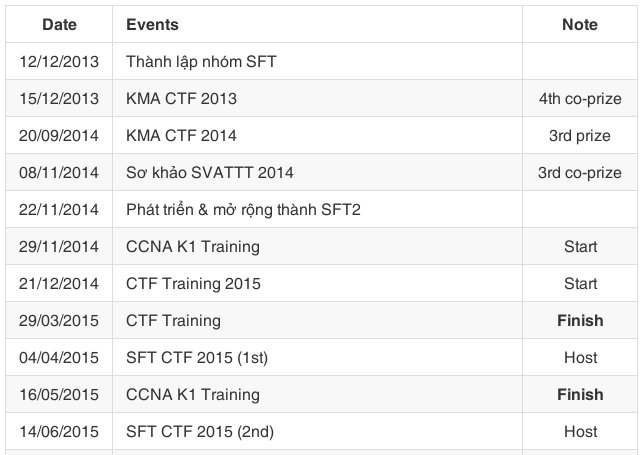 Date Events Note
12/12/2013 Thành lập nhóm SFT
15/12/2013 KMA CTF 2013 4th co-prize
20/09/2014 KMA CTF 2014 3rd prize
08/11/2014 Sơ khảo SVATTT 2014 3rd co-prize
22/11/2014 Phát triển & mở rộng thành SFT2
29/11/2014 CCNA K1 Training Start
21/12/2014 CTF Training 2015 Start
29/03/2015 CTF Training Finish
04/04/2015 SFT CTF 2015 (1st) Host
16/05/2015 CCNA K1 Training Finish
14/06/2015 SFT CTF 2015 (2nd) Host